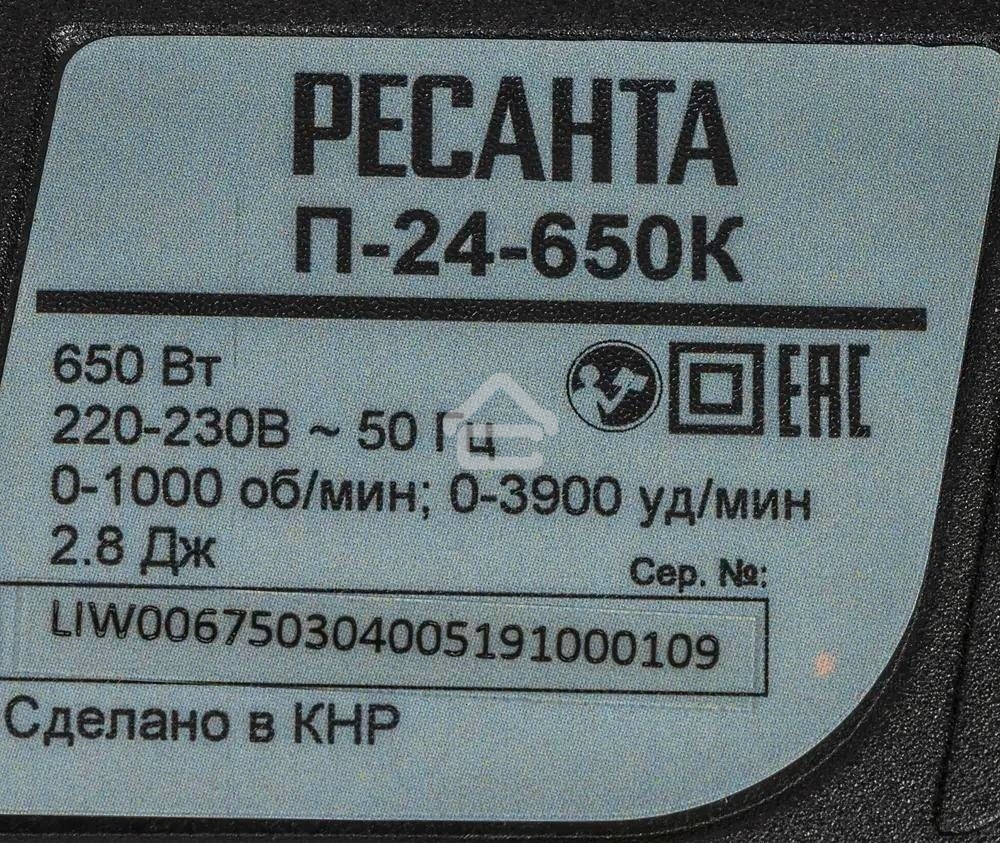 РЕСАНТА
П-24-650К
650 Вт
220-230В ~ 50 Гц
EAC
0-1000 об/мин; 0-3900 уд/мин
2.8 Дж
Сер. №:
LIW006750304005191000109
Сделано в КНР